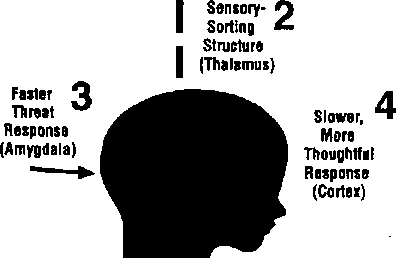 Sensory-
Sorting
Structure
(Thalamus)
2
Faster
Threat
Response
(Amygdala)
3
Slower,
More
Thoughtful
Response
(Cortex)
4